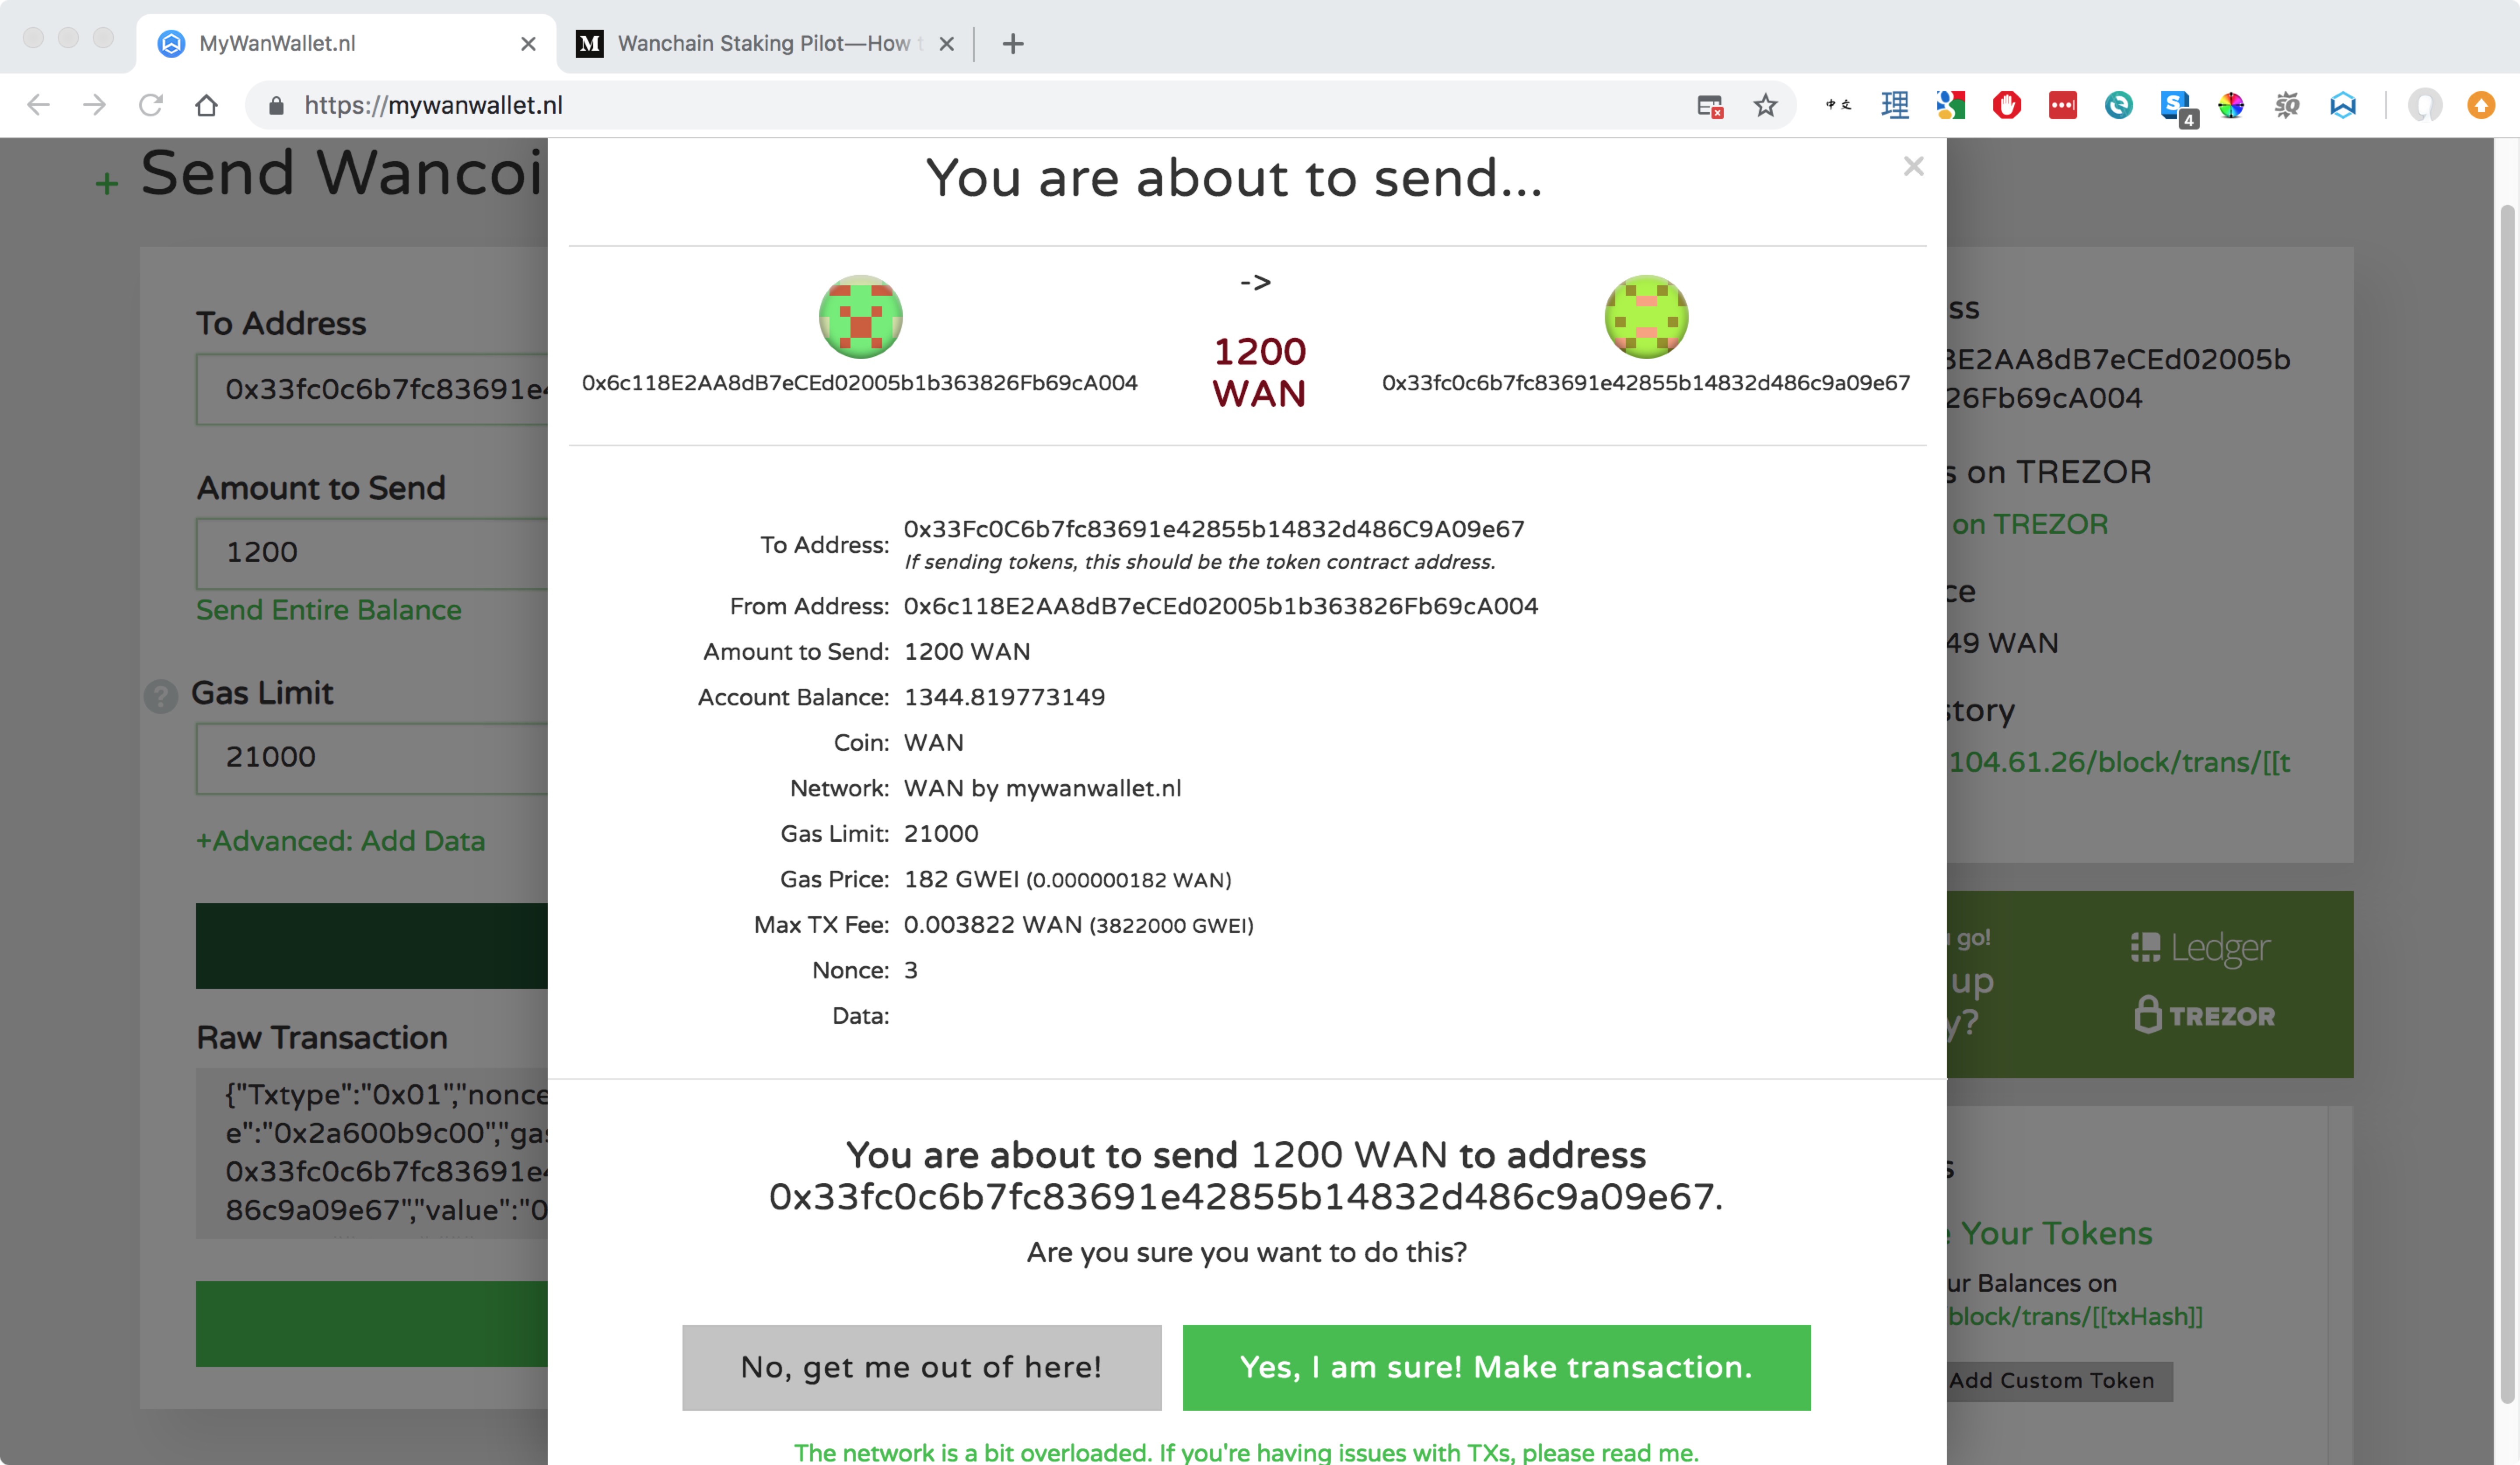 MyWanWallet.nl
Wanchain Staking Pilot—How t
https://mywanwallet.nl
中文
理
4
+ Send Wancoi
You are about to send...
->
1200
WAN
0x6c118E2AA8dB7eCEd02005b1b363826Fb69cA004
0x33fc0c6b7fc83691e42855b14832d486c9a09e67
To Address: 0x33Fc0C6b7fc83691e42855b14832d486C9A09e67
If sending tokens, this should be the token contract address.
From Address: 0x6c118E2AA8dB7eCEd02005b1b363826Fb69cA004
Amount to Send: 1200 WAN
Account Balance: 1344.819773149
Coin: WAN
Network: WAN by mywanwallet.nl
Gas Limit: 21000
Gas Price: 182 GWEI (0.000000182 WAN)
Max TX Fee: 0.003822 WAN (3822000 GWEI)
Nonce: 3
Data:
You are about to send 1200 WAN to address
0x33fc0c6b7fc83691e42855b14832d486c9a09e67.
Are you sure you want to do this?
No, get me out of here!
Yes, I am sure! Make transaction.
The network is a bit overloaded. If you're having issues with TXs, please read me.
To Address
0x33fc0c6b7fc83691e4
Amount to Send
1200
Send Entire Balance
? Gas Limit
21000
+Advanced: Add Data
Raw Transaction
{"Txtype":"0x01""nonce
e":"0x2a600b9c00","gas
0x33fc0c6b7fc83691e4
86c9a09e67"","value":"0
ss
3E2AA8dB7eCEd02005b
26Fb69cA004
s on TREZOR
on TREZOR
ce
49 WAN
story
104.61.26/block/trans/[[t
go!
up
y?
Ledger
TREZOR
s
e Your Tokens
ur Balances on
block/trans/[[txHash]]
Add Custom Token